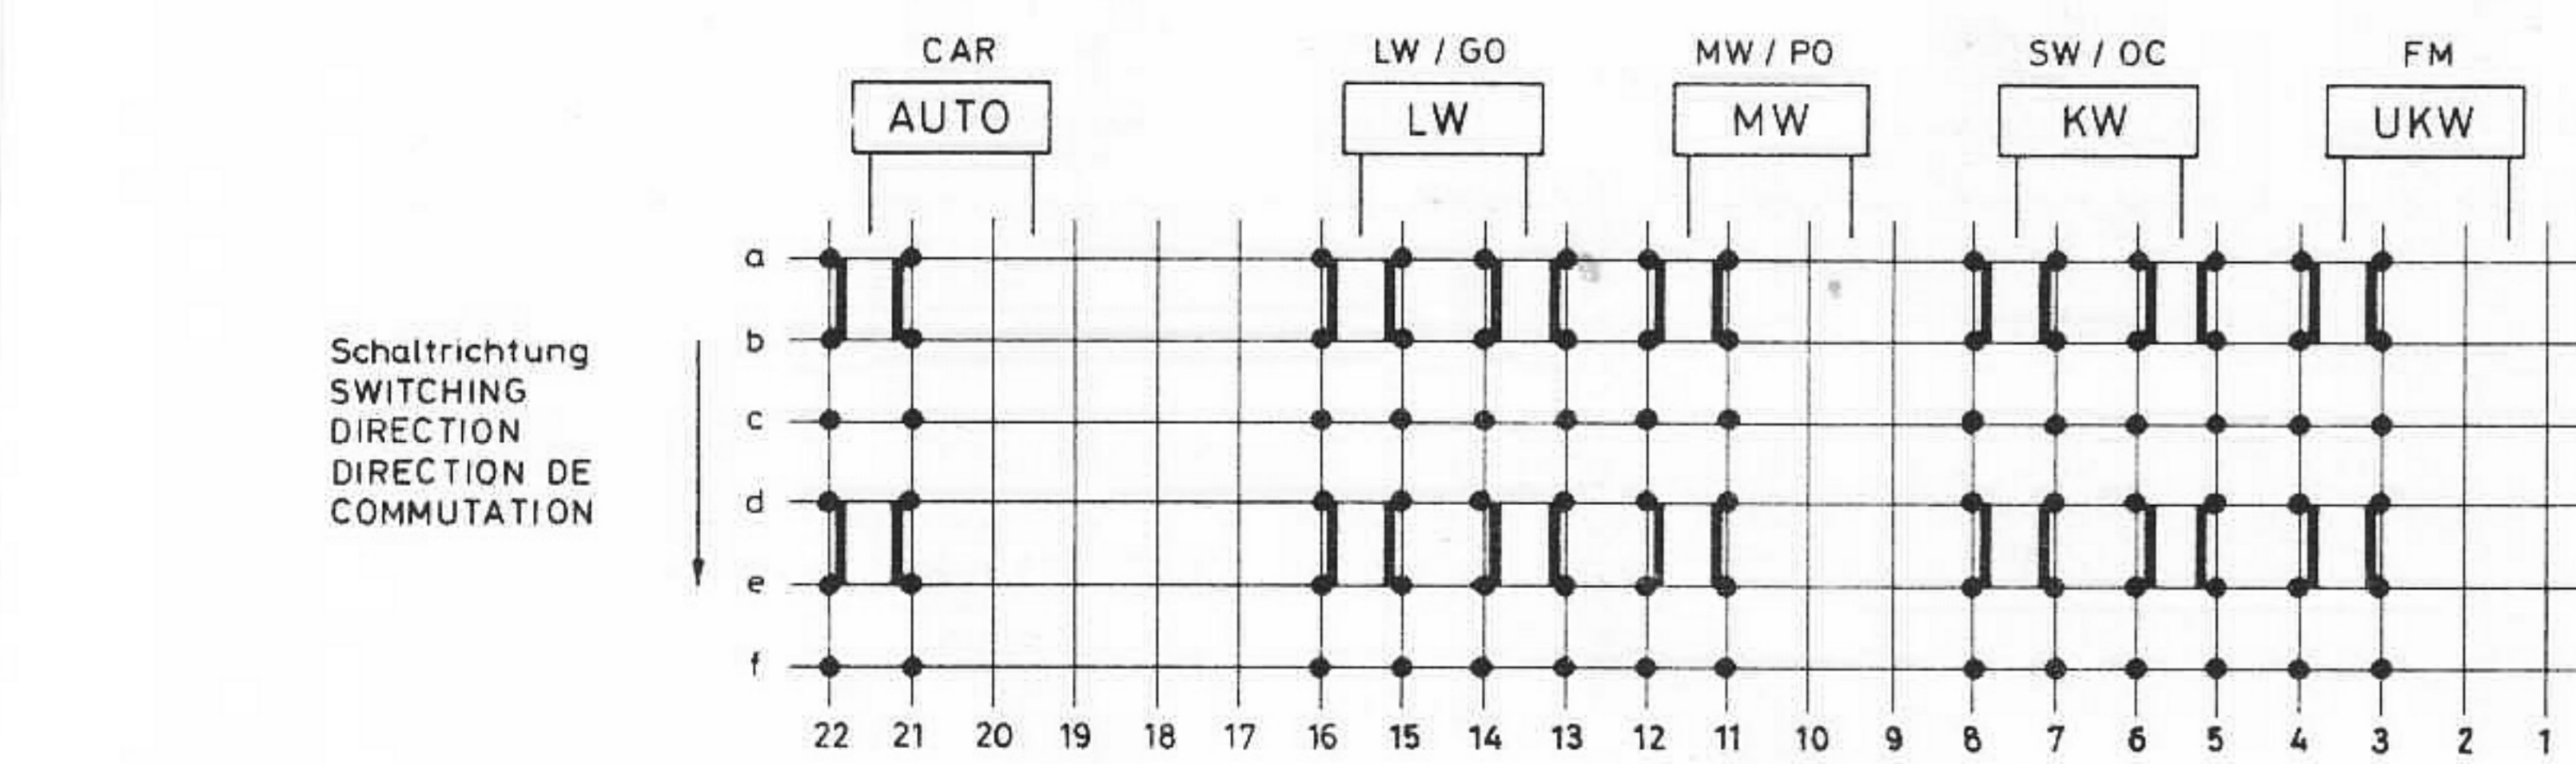 CAR LW / GO MW / PO SW / OC FM
AUTO LW MW KW UKW
a
b
Schaltrichtung
SWITCHING
c
DIRECTION
DIRECTION DE
d
COMMUTATION
e
f
22 21 20 19 18 17 16 15 14 13 12 11 10 9 8 7 6 5 4 3 2 1